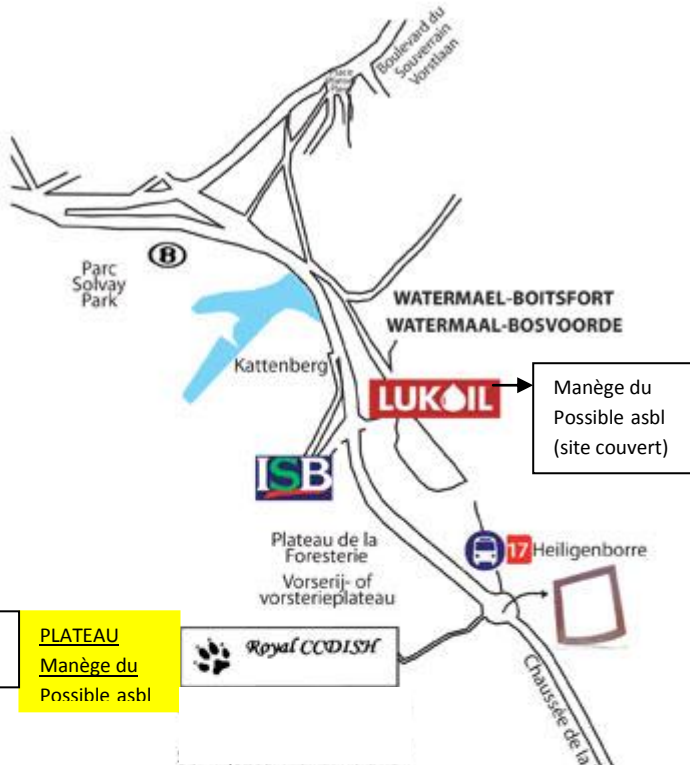 Boulevard du
Souverrain
Vorstlaan
Place
B
Parc
Solvay
Park
WATERMAEL-BOITSFORT
WATERMAAL-BOSVOORDE
Kattenberg
LUKOIL
Manège du
Possible asbl
(site couvert)
ISB
Plateau de la
Foresterie
Vorserij- of
vorsterieplateau
17 Heiligenborre
PLATEAU
Manège du
Possible asbl
Royal CCDISH
Chaussée de la